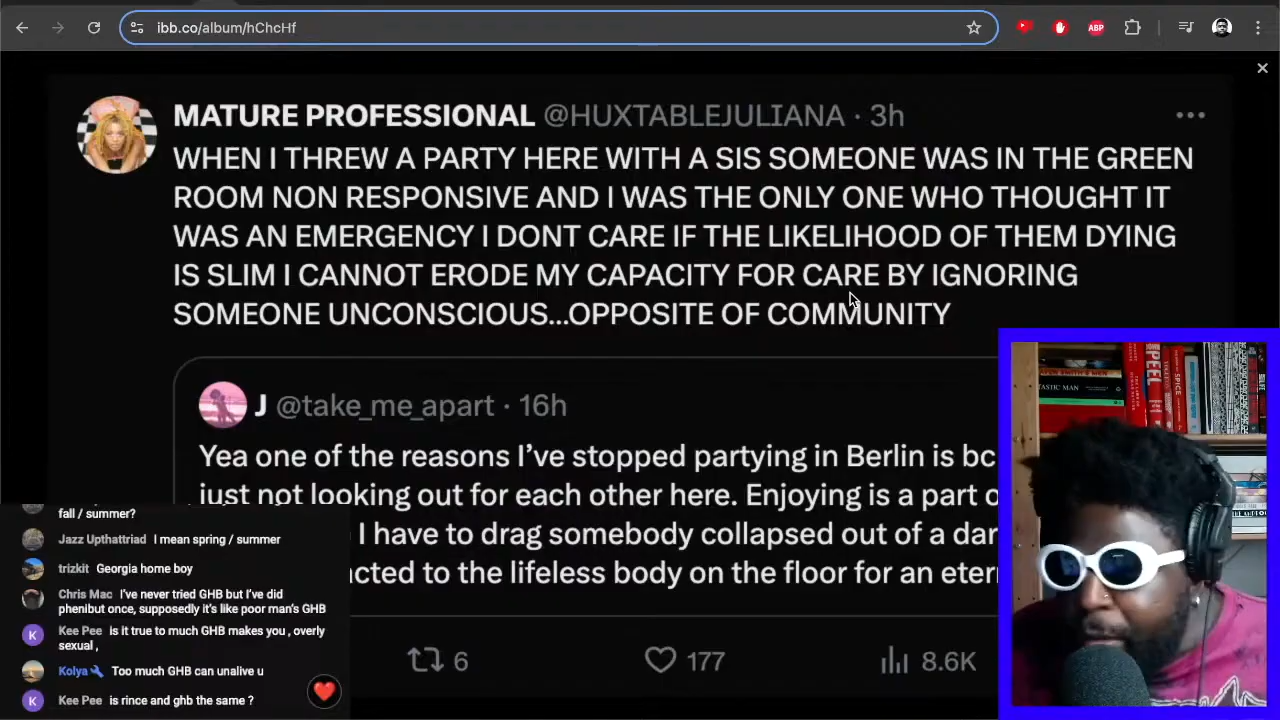 ibb.co/album/hChcHf
ABP
MATURE PROFESSIONAL @HUXTABLEJULIANA · 3h
WHEN I THREW A PARTY HERE WITH A SIS SOMEONE WAS IN THE GREEN
ROOM NON RESPONSIVE AND I WAS THE ONLY ONE WHO THOUGHT IT
WAS AN EMERGENCY I DONT CARE IF THE LIKELIHOOD OF THEM DYING
IS SLIM I CANNOT ERODE MY CAPACITY FOR CARE BY IGNORING
SOMEONE UNCONSCIOUS...OPPOSITE OF COMMUNITY
J @take_me_apart · 16h
Yea one of the reasons I've stopped partying in Berlin is bc
just not looking out for each other here. Enjoying is a part o
I have to drag somebody collapsed out of a dar
acted to the lifeless body on the floor for an eter
6
177
8.6K
fall / summer?
Jazz Upthattriad I mean spring / summer
trizkit Georgia home boy
Chris Mac I've never tried GHB but I've did
phenibut once, supposedly it's like poor man's GHB
K
Kee Pee is it true to much GHB makes you , overly
sexual ,
Kolya Too much GHB can unalive u
K
Kee Pee is rince and ghb the same ?
PEEL
SPICE
TASTIC MAN